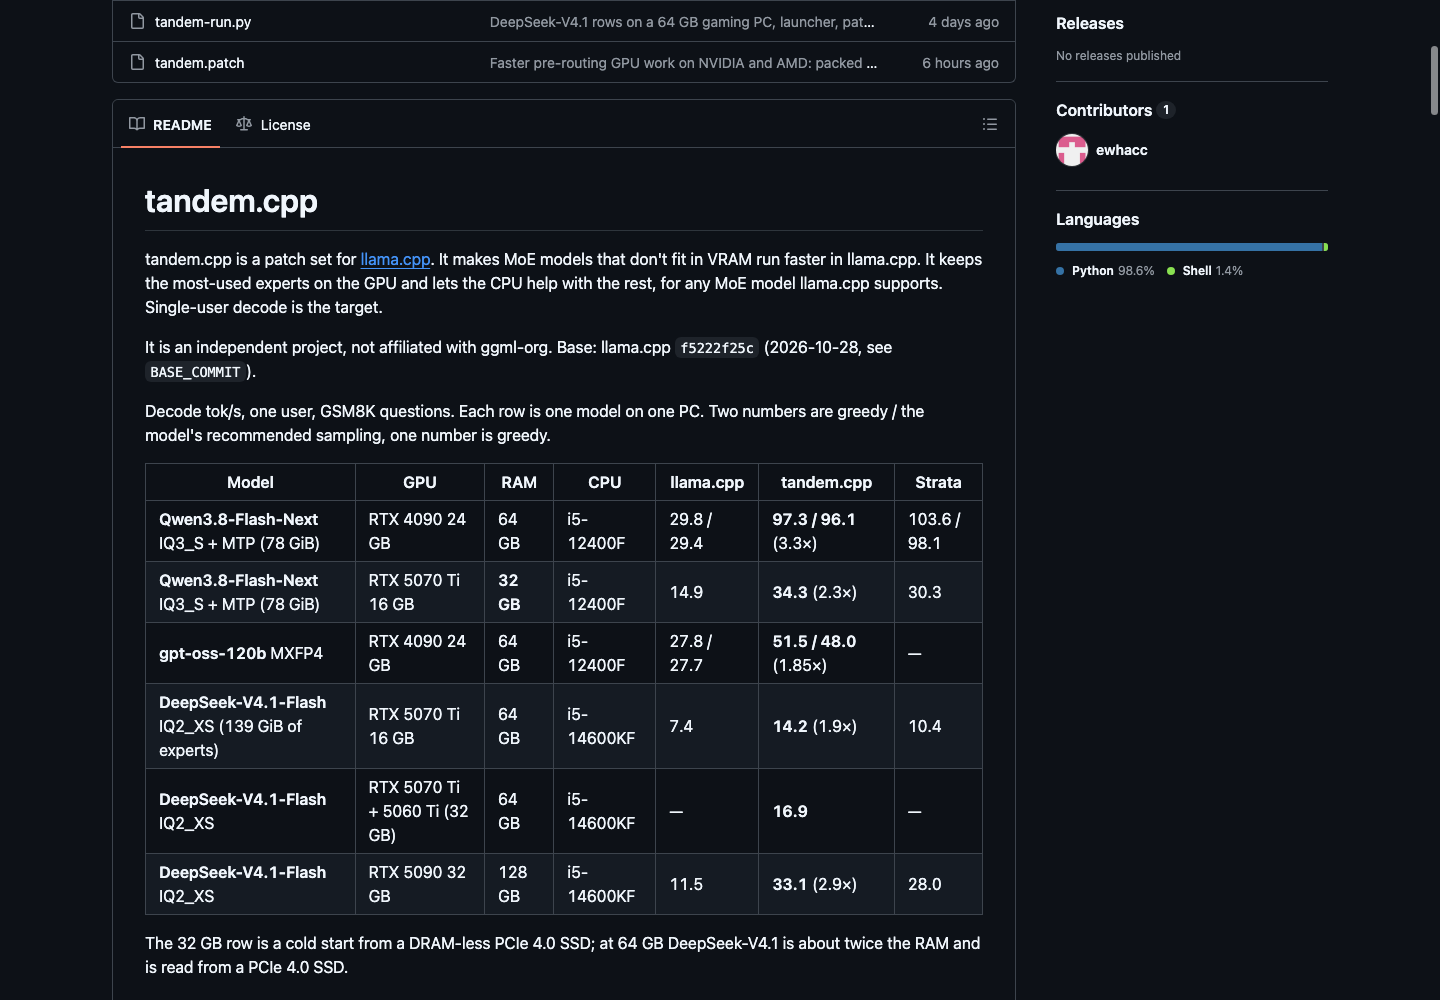 tandem-run.py DeepSeek-V4.1 rows on a 64 GB gaming PC, launcher, pat... 4 days ago
tandem.patch Faster pre-routing GPU work on NVIDIA and AMD: packed ... 6 hours ago
README License
tandem.cpp
tandem.cpp is a patch set for llama.cpp. It makes MoE models that don't fit in VRAM run faster in llama.cpp. It keeps
the most-used experts on the GPU and lets the CPU help with the rest, for any MoE model llama.cpp supports.
Single-user decode is the target.
It is an independent project, not affiliated with ggml-org. Base: llama.cpp f5222f25c (2026-10-28, see
BASE_COMMIT ).
Decode tok/s, one user, GSM8K questions. Each row is one model on one PC. Two numbers are greedy / the
model's recommended sampling, one number is greedy.
Model GPU RAM CPU llama.cpp tandem.cpp Strata
Qwen3.8-Flash-Next RTX 4090 24 64 i5- 29.8 / 97.3 / 96.1 103.6 /
IQ3_S + MTP (78 GiB) GB GB 12400F 29.4 (3.3×) 98.1
Qwen3.8-Flash-Next RTX 5070 Ti 32 i5- 14.9 34.3 (2.3×) 30.3
IQ3_S + MTP (78 GiB) 16 GB GB 12400F
gpt-oss-120b MXFP4 RTX 4090 24 64 i5- 27.8 / 51.5 / 48.0 —
GB GB 12400F 27.7 (1.85×)
DeepSeek-V4.1-Flash RTX 5070 Ti 64 i5- 7.4 14.2 (1.9×) 10.4
IQ2_XS (139 GiB of 16 GB GB 14600KF
experts)
DeepSeek-V4.1-Flash RTX 5070 Ti 64 i5- — 16.9 —
IQ2_XS + 5060 Ti (32 GB 14600KF
GB)
DeepSeek-V4.1-Flash RTX 5090 32 128 i5- 11.5 33.1 (2.9×) 28.0
IQ2_XS GB GB 14600KF
The 32 GB row is a cold start from a DRAM-less PCIe 4.0 SSD; at 64 GB DeepSeek-V4.1 is about twice the RAM and
is read from a PCIe 4.0 SSD.
Releases
No releases published
Contributors 1
ewhacc
Languages
Python 98.6% Shell 1.4%